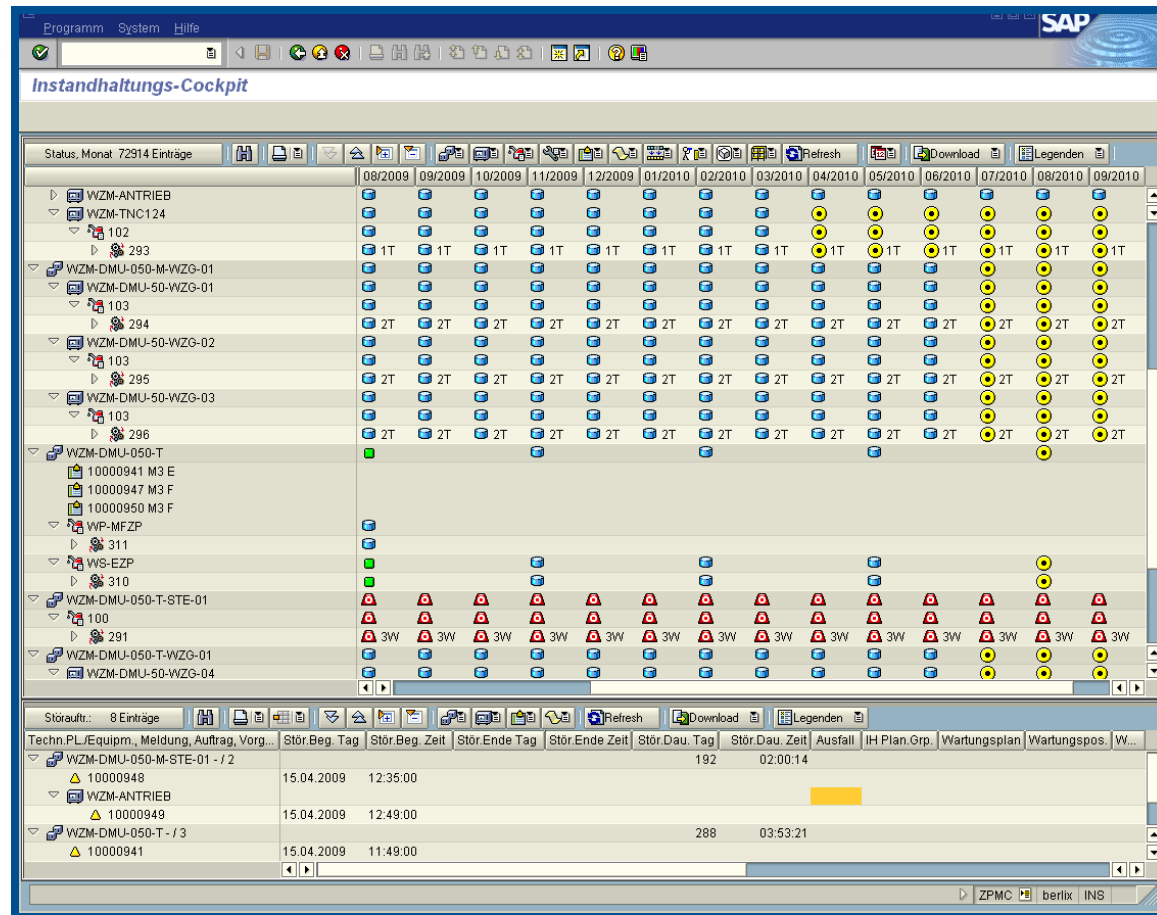 Programm System Hilfe
SAP
Instandhaltungs-Cockpit
Status, Monat 72914 Einträge Refresh Download Legenden
08/2009 09/2009 10/2009 11/2009 12/2009 01/2010 02/2010 03/2010 04/2010 05/2010 06/2010 07/2010 08/2010 09/2010
WZM-ANTRIEB
WZM-TNC124
102
293 1T 1T 1T 1T 1T 1T 1T 1T 1T 1T 1T 1T 1T 1T
WZM-DMU-050-M-WZG-01
WZM-DMU-50-WZG-01
103
294 2T 2T 2T 2T 2T 2T 2T 2T 2T 2T 2T 2T 2T 2T
WZM-DMU-50-WZG-02
103
295 2T 2T 2T 2T 2T 2T 2T 2T 2T 2T 2T 2T 2T 2T
WZM-DMU-50-WZG-03
103
296 2T 2T 2T 2T 2T 2T 2T 2T 2T 2T 2T 2T 2T 2T
WZM-DMU-050-T
10000941 M3 E
10000947 M3 F
10000950 M3 F
WP-MFZP
311
WS-EZP
310
WZM-DMU-050-T-STE-01
100
291 3W 3W 3W 3W 3W 3W 3W 3W 3W 3W 3W 3W 3W 3W
WZM-DMU-050-T-WZG-01
WZM-DMU-50-WZG-04
Störauftr.: 8 Einträge Refresh Download Legenden
Techn.PL./Equipm., Meldung, Auftrag, Vorg... Stör.Beg. Tag Stör.Beg. Zeit Stör.Ende Tag Stör.Ende Zeit Stör.Dau. Tag Stör.Dau. Zeit Ausfall IH Plan.Grp. Wartungsplan Wartungspos. W...
WZM-DMU-050-M-STE-01 - / 2 192 02:00:14
10000948 15.04.2009 12:35:00
WZM-ANTRIEB
10000949 15.04.2009 12:49:00
WZM-DMU-050-T - / 3 288 03:53:21
10000941 15.04.2009 11:49:00
ZPMC berlix INS